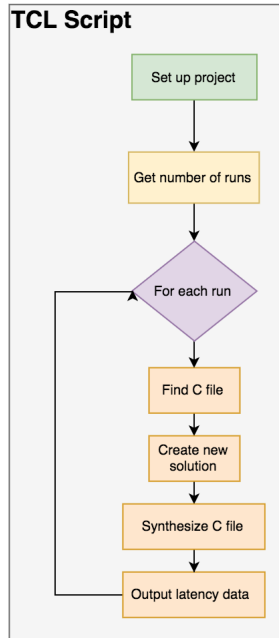 TCL Script
Set up project
Get number of runs
For each run
Find C file
Create new
solution
Synthesize C file
Output latency data